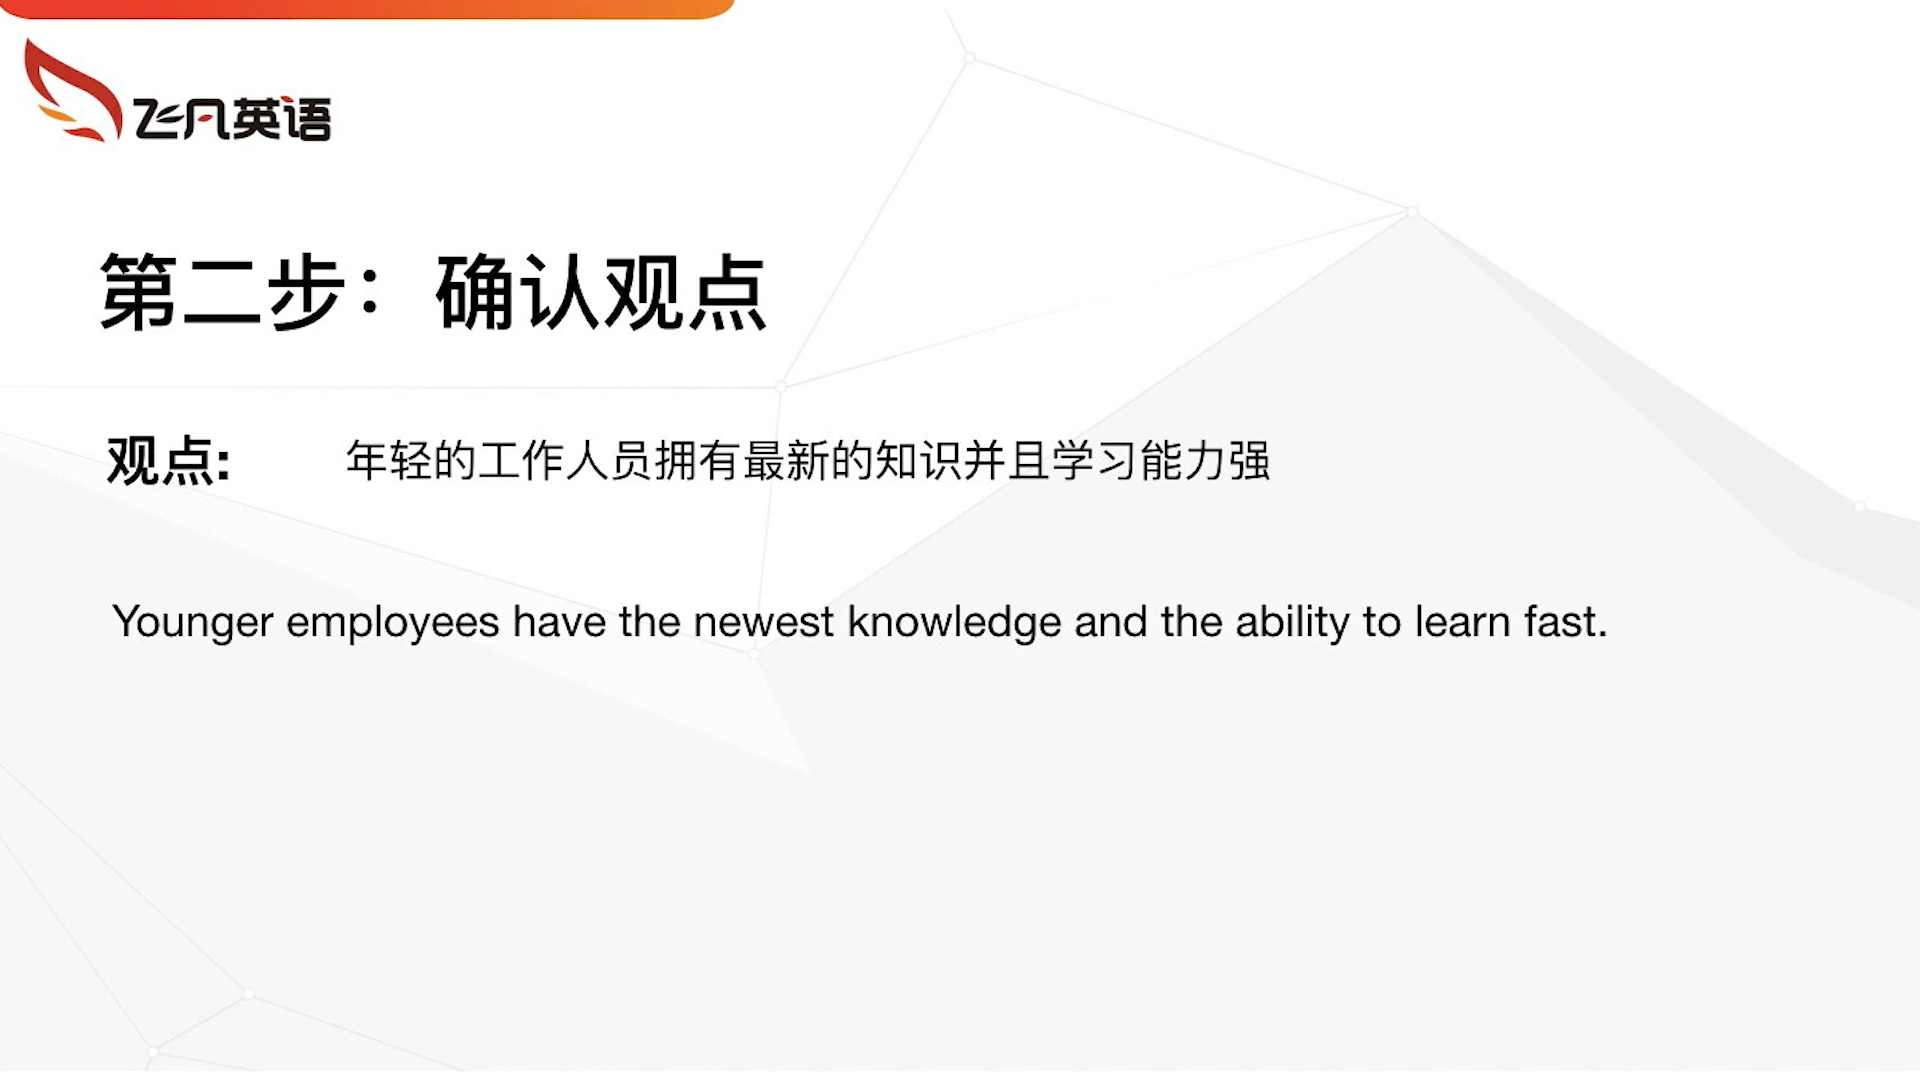 飞凡英语
第二步：确认观点
观点: 年轻的工作人员拥有最新的知识并且学习能力强
Younger employees have the newest knowledge and the ability to learn fast.